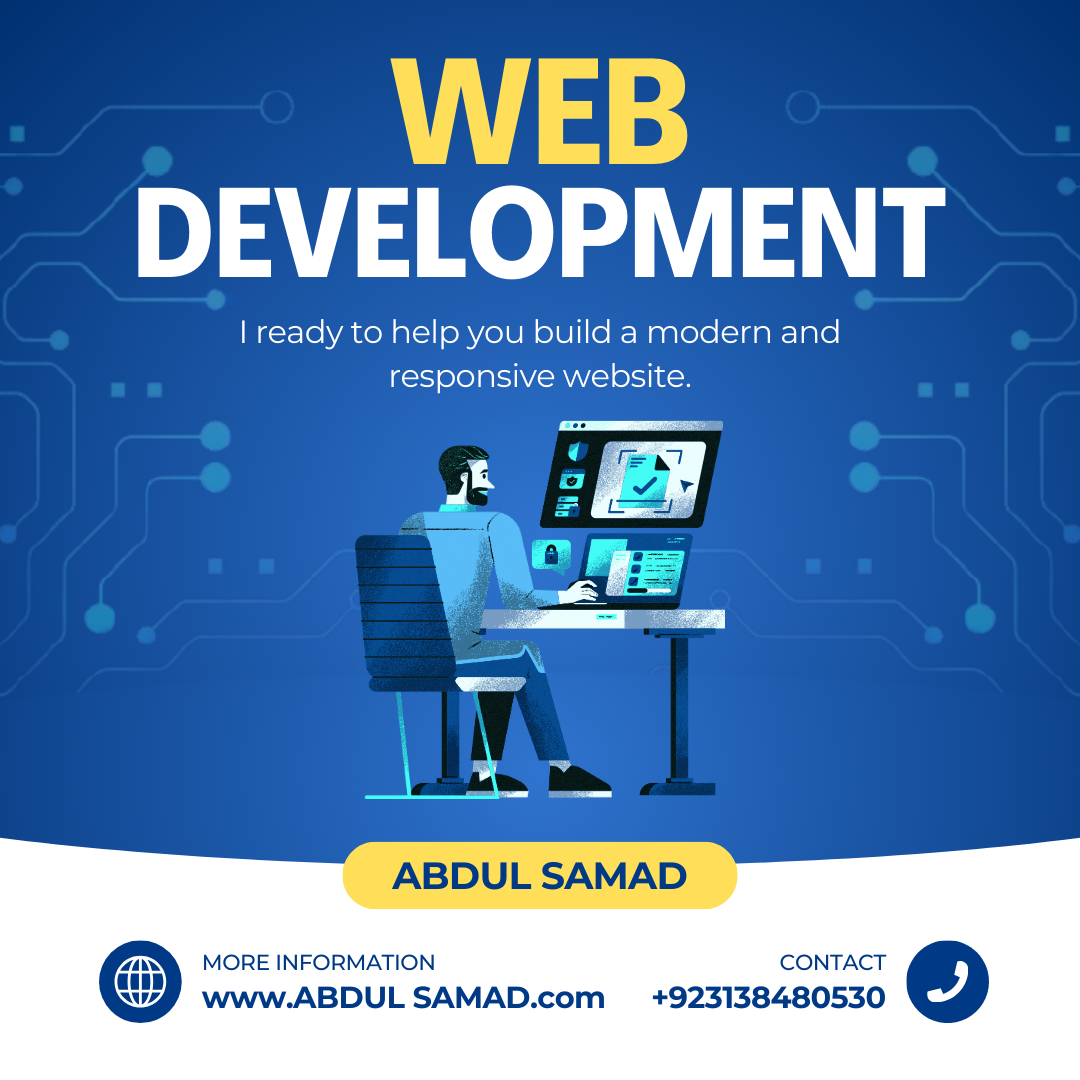 WEB
DEVELOPMENT
I ready to help you build a modern and
responsive website.
ABDUL SAMAD
MORE INFORMATION
www.ABDUL SAMAD.com
CONTACT
+923138480530